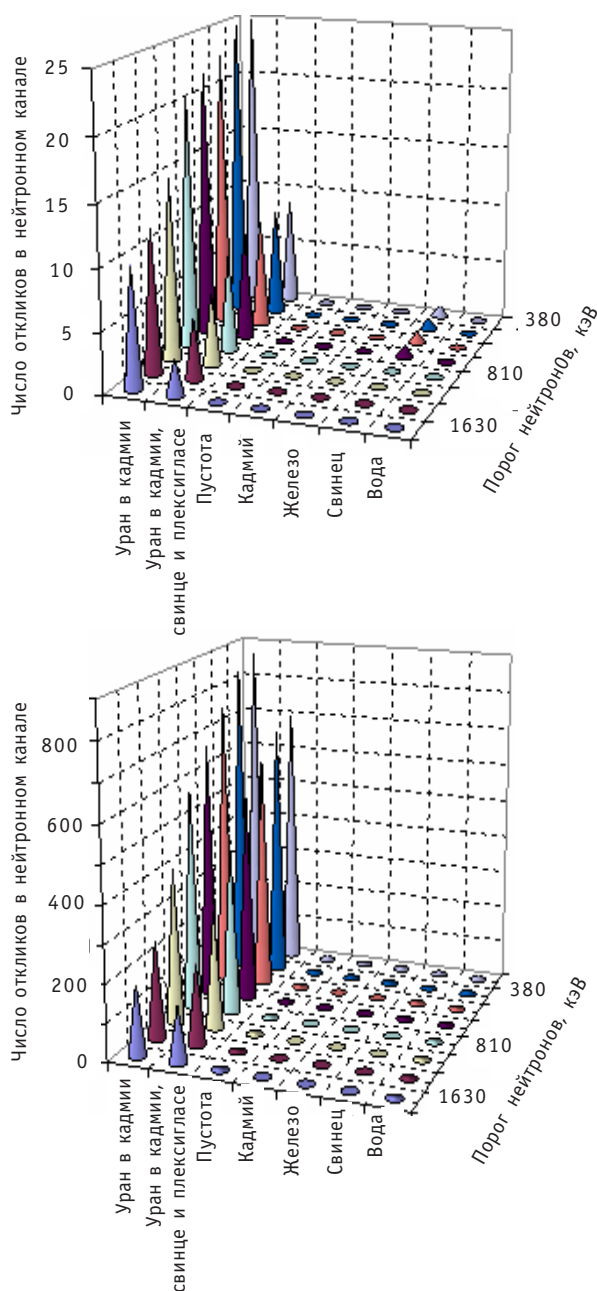 Число откликов в нейтронном канале
25
20
15
10
5
0
Уран в кадмии
Уран в кадмии,
свинце и плексигласе
Пустота
Кадмий
Железо
Свинец
Вода
380
810
1630
Порог нейтрон0в, кэВ
Число откликов в нейтронном канале
800
600
400
200
0
Уран в кадмии
Уран в кадмии,
свинце и плексигласе
Пустота
Кадмий
Железо
Свинец
Вода
380
810
1630
Порог нейтронов, кэВ